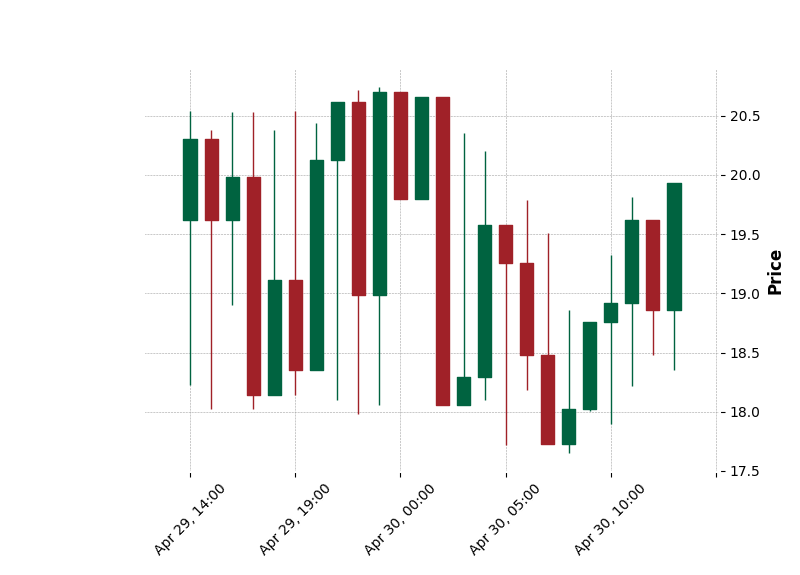 20.5
20.0
19.5
19.0
18.5
18.0
17.5
Price
Apr 29, 14:00
Apr 29, 19:00
Apr 30, 00:00
Apr 30, 05:00
Apr 30, 10:00